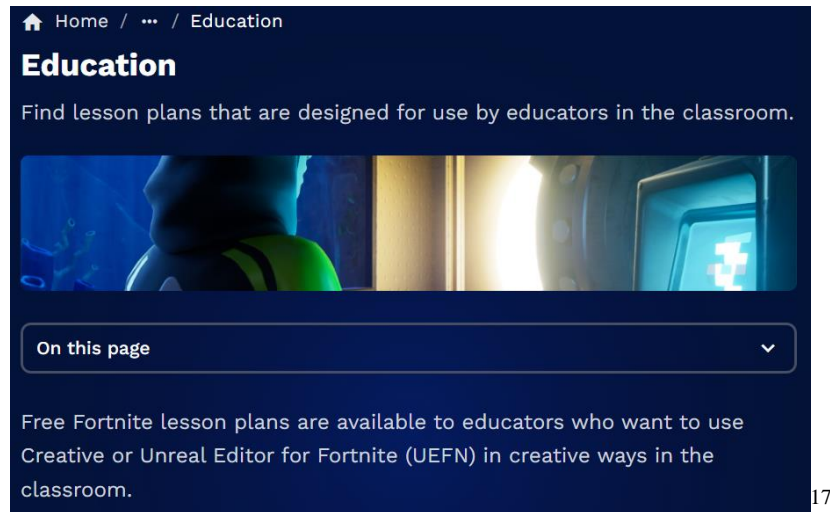 Home / ··· / Education
Education
Find lesson plans that are designed for use by educators in the classroom.
On this page
Free Fortnite lesson plans are available to educators who want to use
Creative or Unreal Editor for Fortnite (UEFN) in creative ways in the
classroom.
17